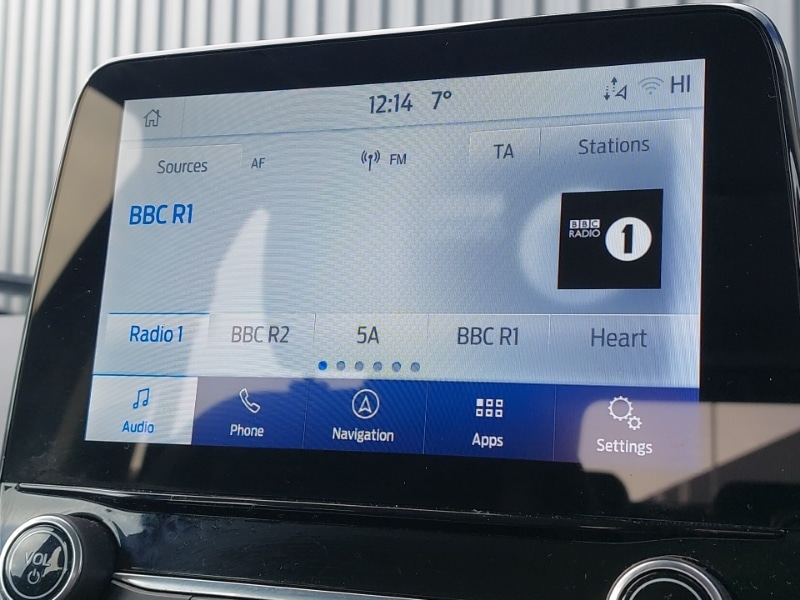 12:14 7° HI
Sources AF FM TA Stations
BBC R1
BBC
RADIO 1
Radio 1 BBC R2 5A BBC R1 Heart
Audio Phone Navigation Apps Settings
VOL